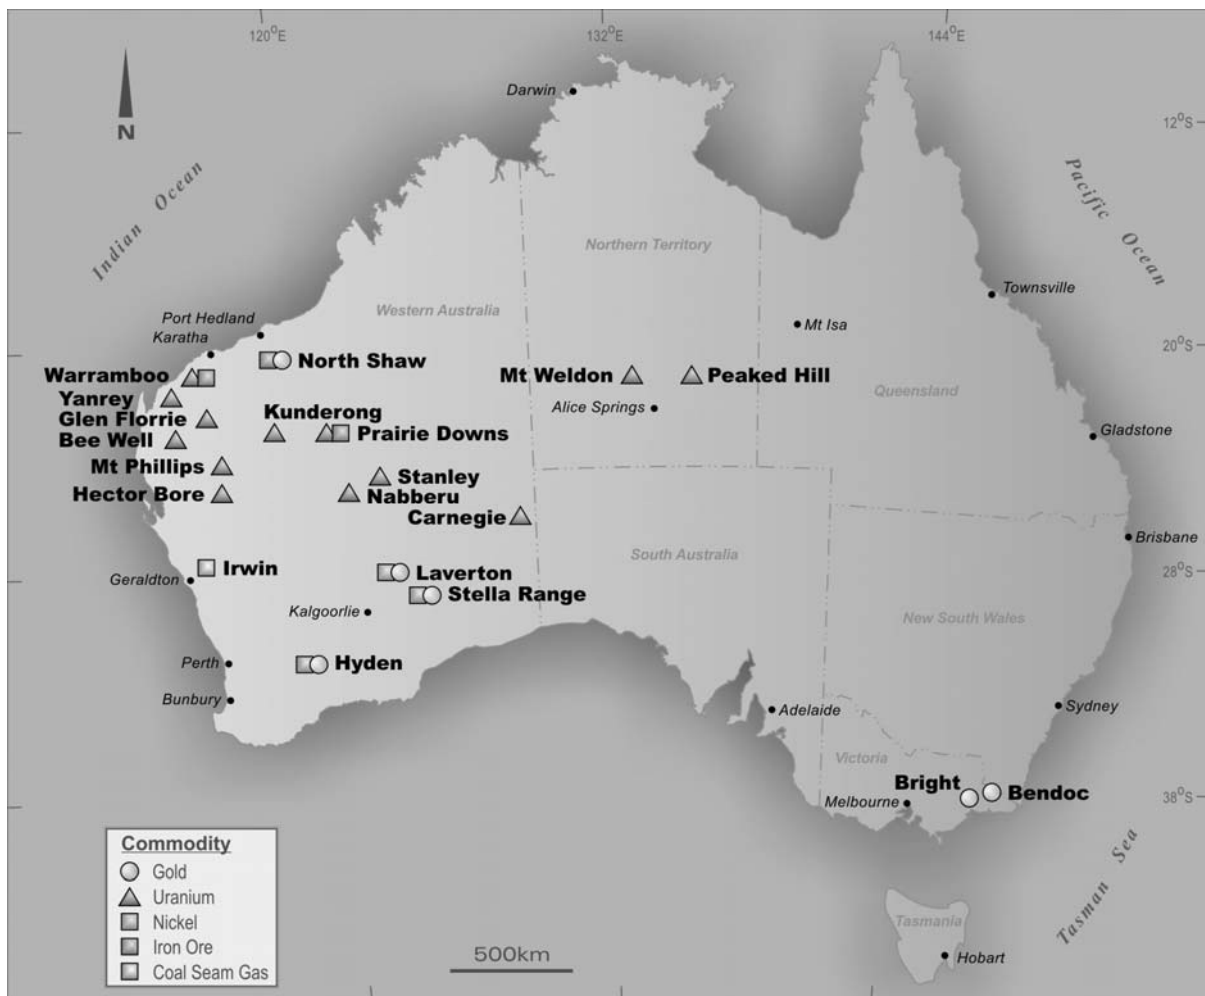 120°E
132°E
144°E
Darwin
12°S
N
Indian Ocean
Pacific Ocean
Northern Territory
Western Australia
Townsville
Port Hedland
Karatha
Mt Isa
20°S
North Shaw
Warramboo
Mt Weldon
Peaked Hill
Yanrey
Alice Springs
Queensland
Glen Florrie
Kunderong
Bee Well
Prairie Downs
Gladstone
Mt Phillips
Stanley
Hector Bore
Nabberu
Carnegie
Brisbane
South Australia
Irwin
Geraldton
Laverton
28°S
Stella Range
Kalgoorlie
New South Wales
Perth
Hyden
Bunbury
Adelaide
Sydney
Victoria
Bright
Bendoc
Melbourne
38°S
Tasman Sea
Commodity
Gold
Uranium
Nickel
Iron Ore
Coal Seam Gas
500km
Tasmania
Hobart